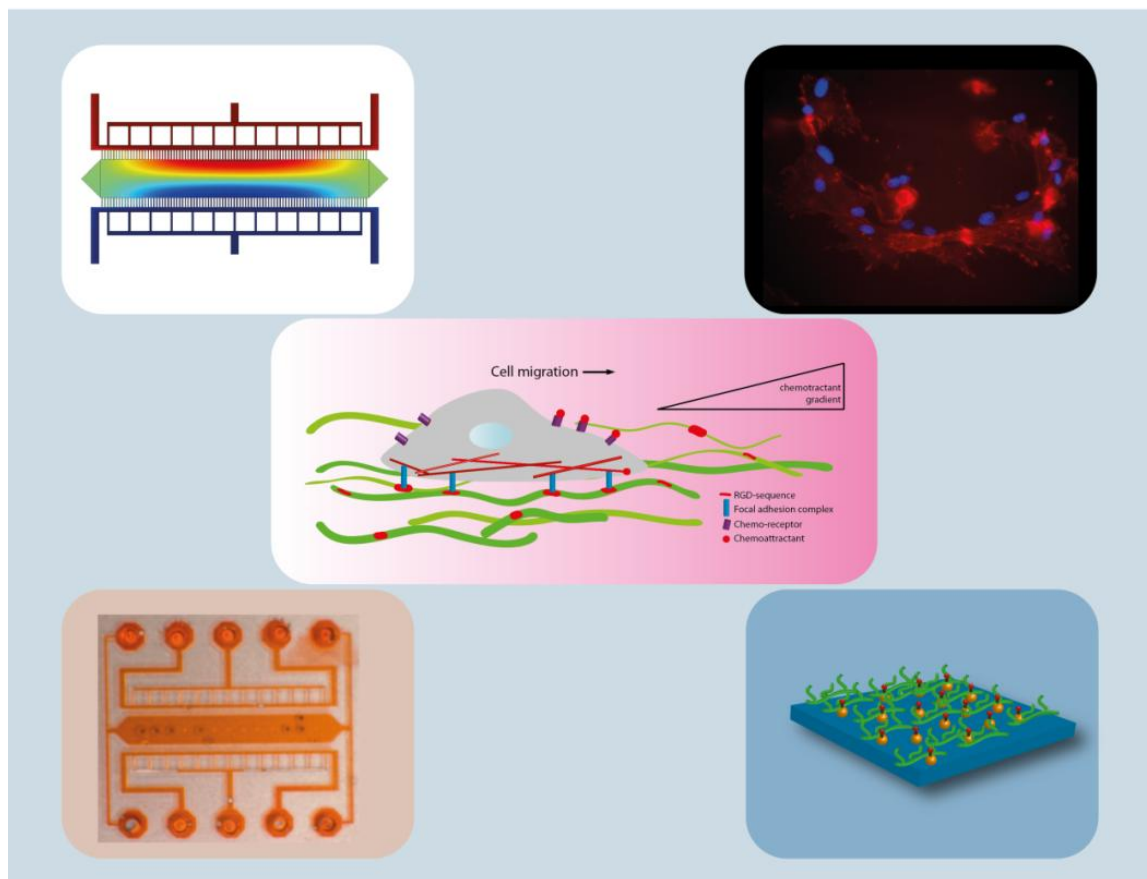 Cell migration
chemotractant
gradient
RGD-sequence
Focal adhesion complex
Chemo-receptor
Chemoattractant